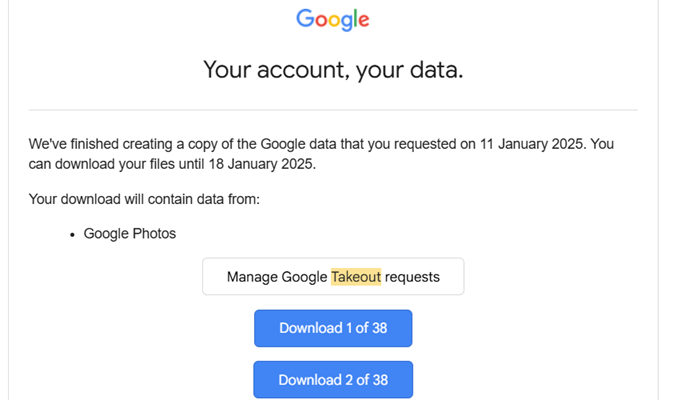 Google
Your account, your data.
We've finished creating a copy of the Google data that you requested on 11 January 2025. You
can download your files until 18 January 2025.
Your download will contain data from:
• Google Photos
Manage Google Takeout requests
Download 1 of 38
Download 2 of 38